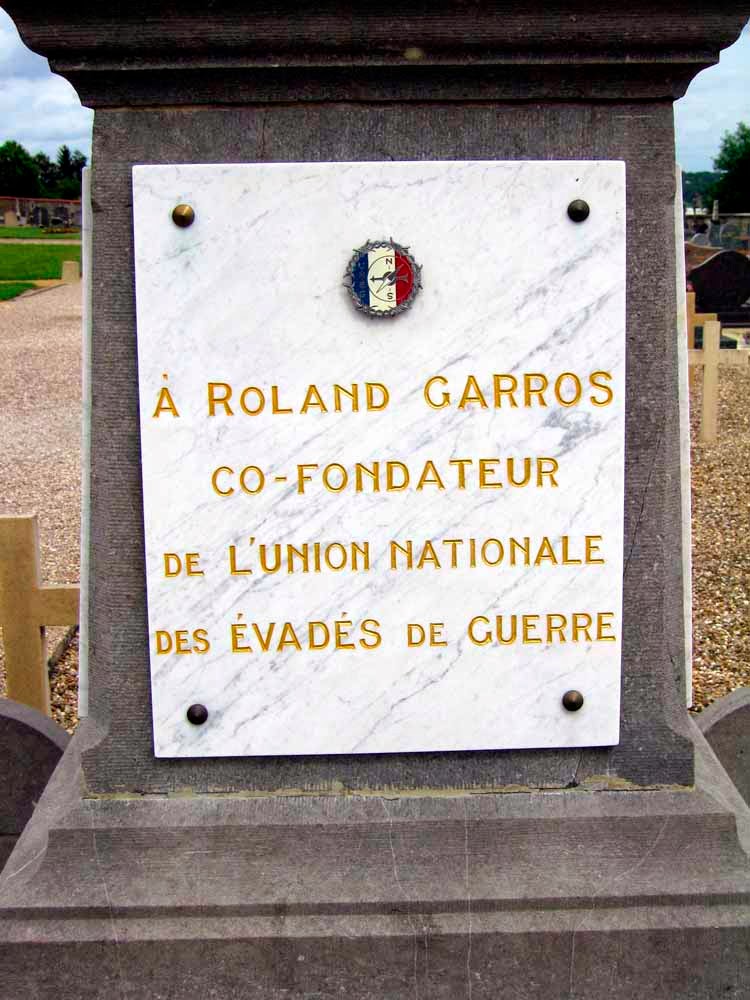 N
S
À ROLAND GARROS
CO-FONDATEUR
DE L'UNION NATIONALE
DES ÉVADÉS DE GUERRE